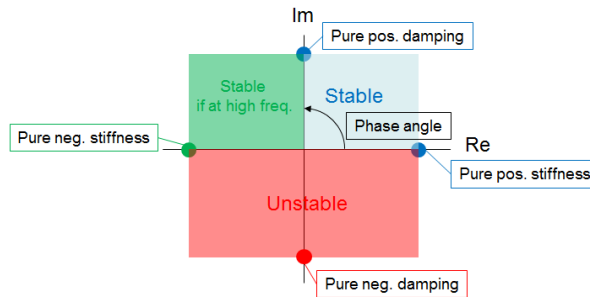 Im
Pure pos. damping
Stable
if at high freq.
Stable
Phase angle
Pure neg. stiffness
Re
Pure pos. stiffness
Unstable
Pure neg. damping